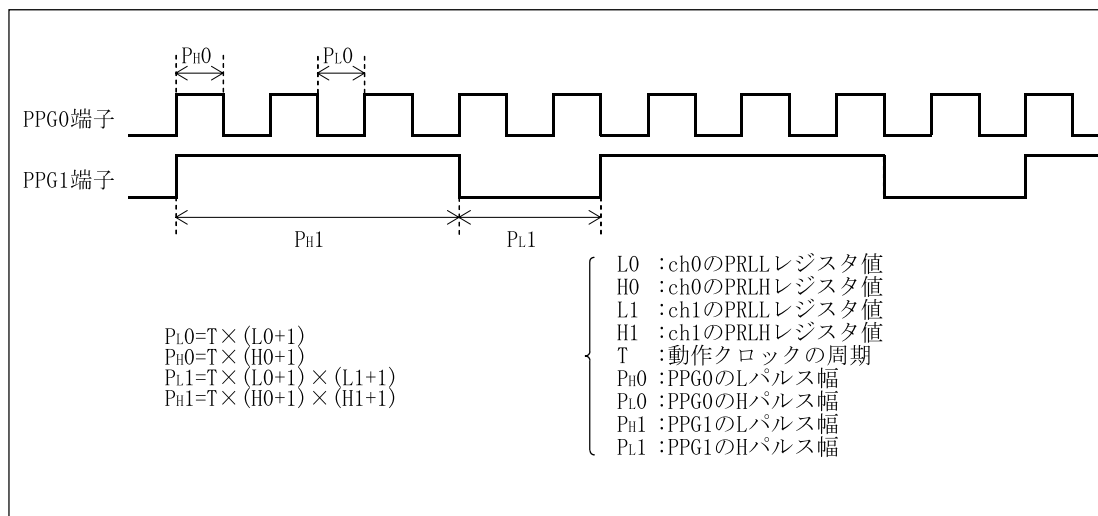 PH0 PL0
PPG0端子
PPG1端子
PH1 PL1
PL0=T×(L0+1)
PH0=T×(H0+1)
PL1=T×(L0+1)×(L1+1)
PH1=T×(H0+1)×(H1+1)
L0 :ch0のPRLLレジスタ値
H0 :ch0のPRLHレジスタ値
L1 :ch1のPRLLレジスタ値
H1 :ch1のPRLHレジスタ値
T :動作クロックの周期
PH0 :PPG0のLパルス幅
PL0 :PPG0のHパルス幅
PH1 :PPG1のLパルス幅
PL1 :PPG1のHパルス幅